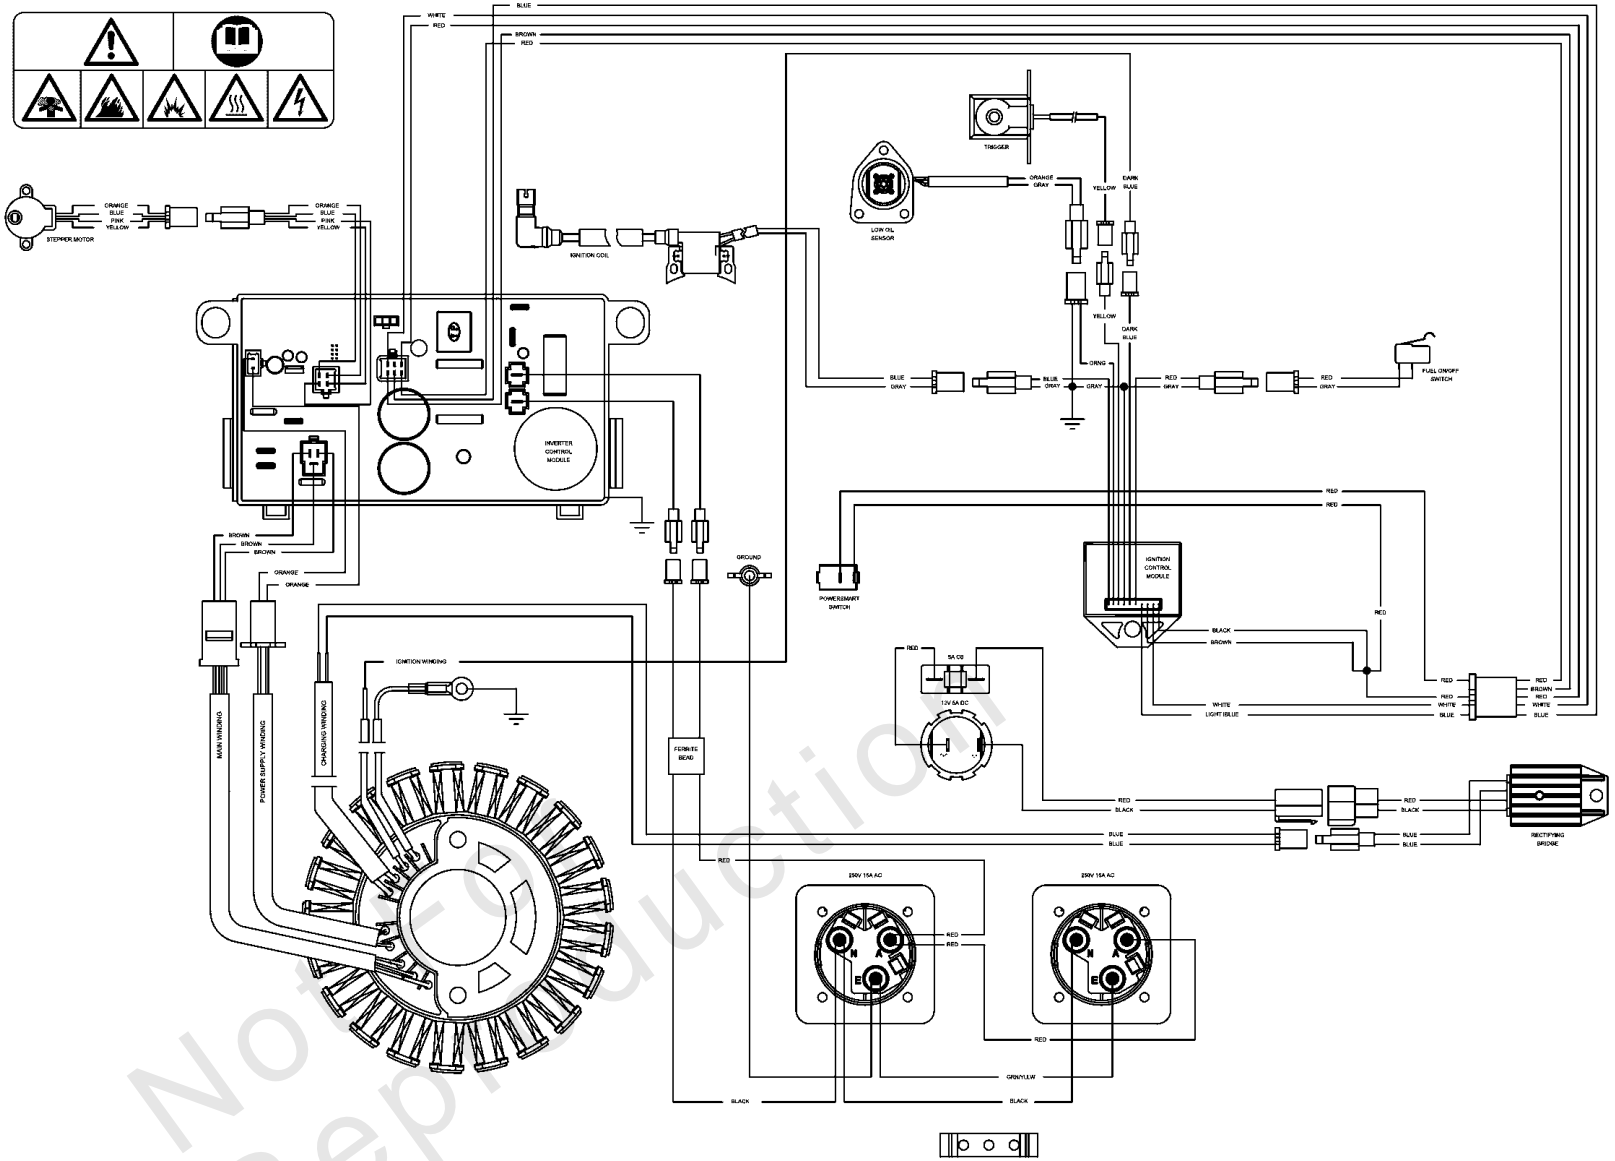 BLUE
WHITE
RED
BROWN
RED
TRIGGER
ORANGE
GRAY
YELLOW
DARK
BLUE
LOW OIL
SENSOR
ORANGE
BLUE
PINK
YELLOW
ORANGE
BLUE
PINK
YELLOW
STEPPER MOTOR
IGNITION COIL
YELLOW
DARK
BLUE
ORNG
BLUE
GRAY
BLUE
GRAY
GRAY
RED
GRAY
RED
GRAY
FUEL ON/OFF
SWITCH
INVERTER
CONTROL
MODULE
RED
RED
BROWN
BROWN
BROWN
ORANGE
ORANGE
GROUND
POWERSMART
SWITCH
IGNITION
CONTROL
MODULE
RED
BLACK
BROWN
IGNITION WINDING
RED
5A CB
12V 5A DC
RED
RED
WHITE
BLUE
WHITE
LIGHT BLUE
RED
BROWN
RED
WHITE
BLUE
MAIN WINDING
POWER SUPPLY WINDING
CHARGING WINDING
FERRITE
BEAD
RED
BLACK
RED
BLACK
BLUE
BLUE
BLUE
BLUE
RECTIFYING
BRIDGE
RED
250V 15A AC
250V 15A AC
RED
RED
N
A
E
N
A
E
RED
GRN/YLLW
BLACK
BLACK
Not For
Reproduction